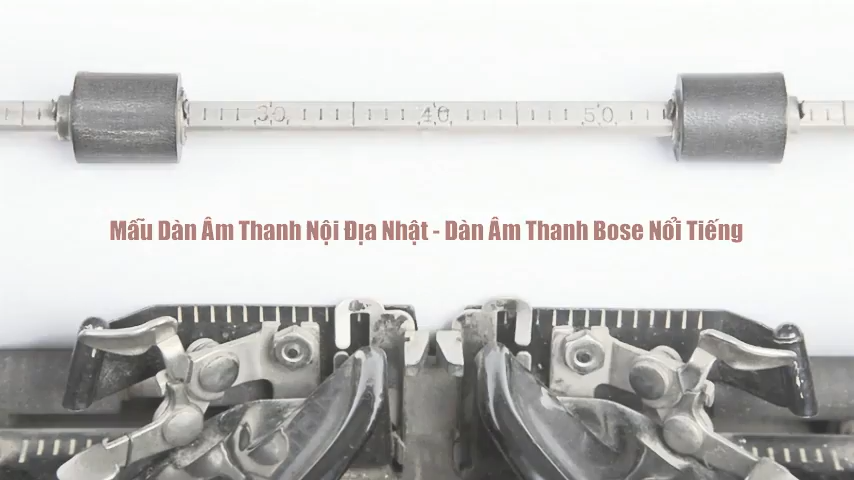 30 40 50
Mẫu Dàn Âm Thanh Nội Địa Nhật - Dàn Âm Thanh Bose Nổi Tiếng